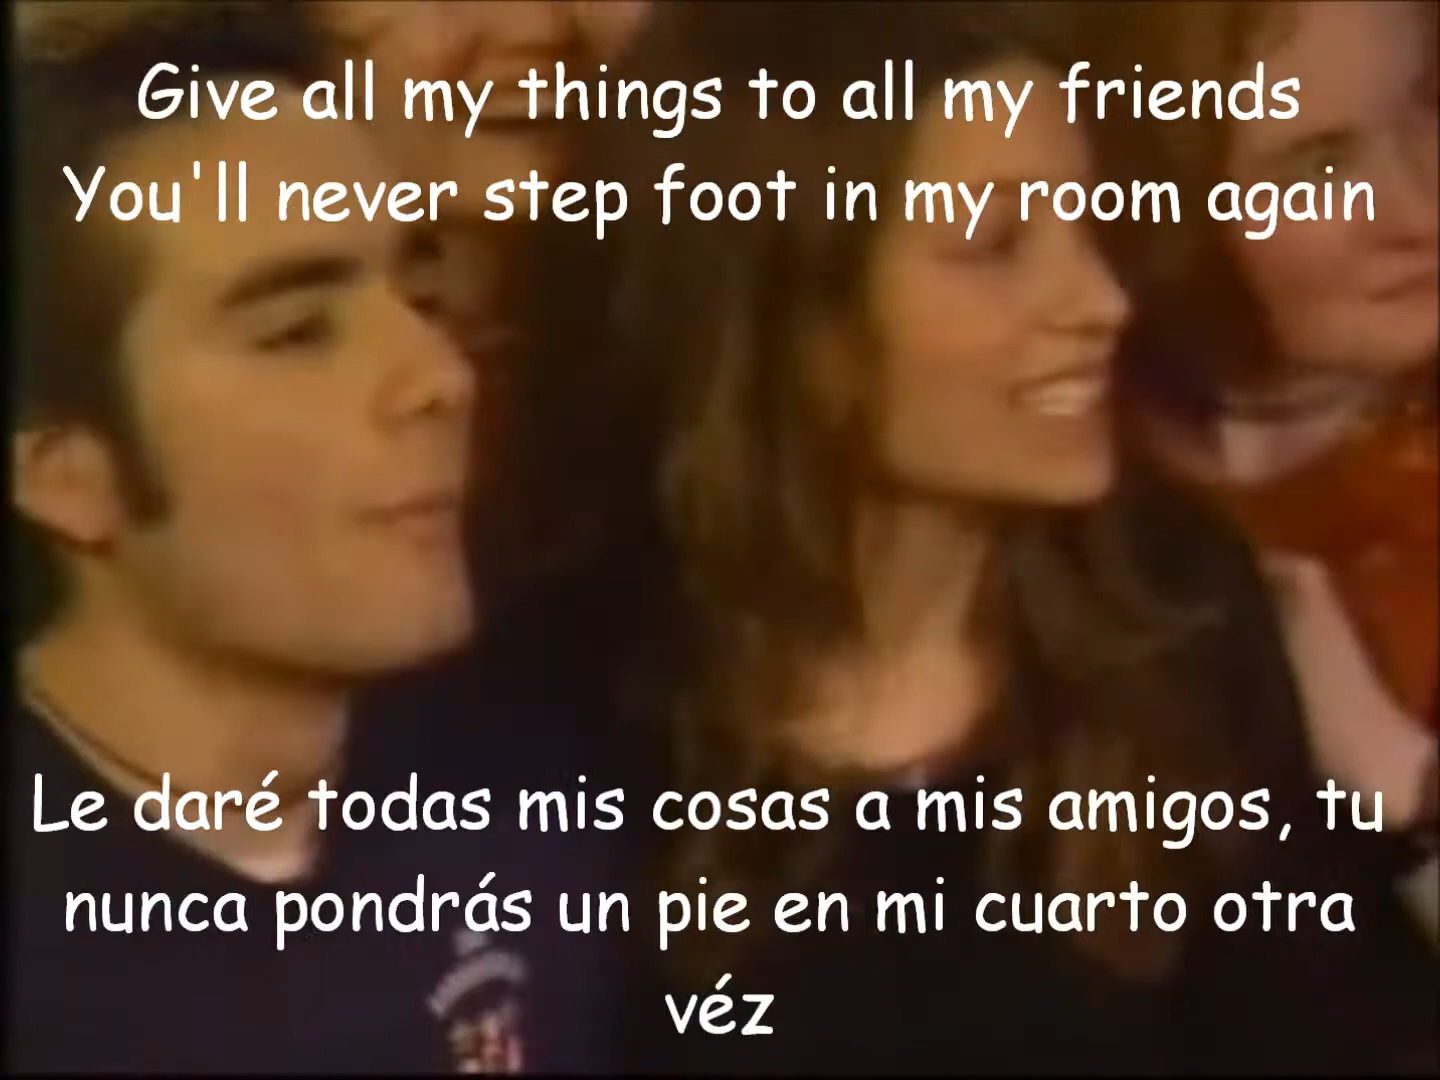 Give all my things to all my friends
You'll never step foot in my room again
Le daré todas mis cosas a mis amigos, tu
nunca pondrás un pie en mi cuarto otra
véz